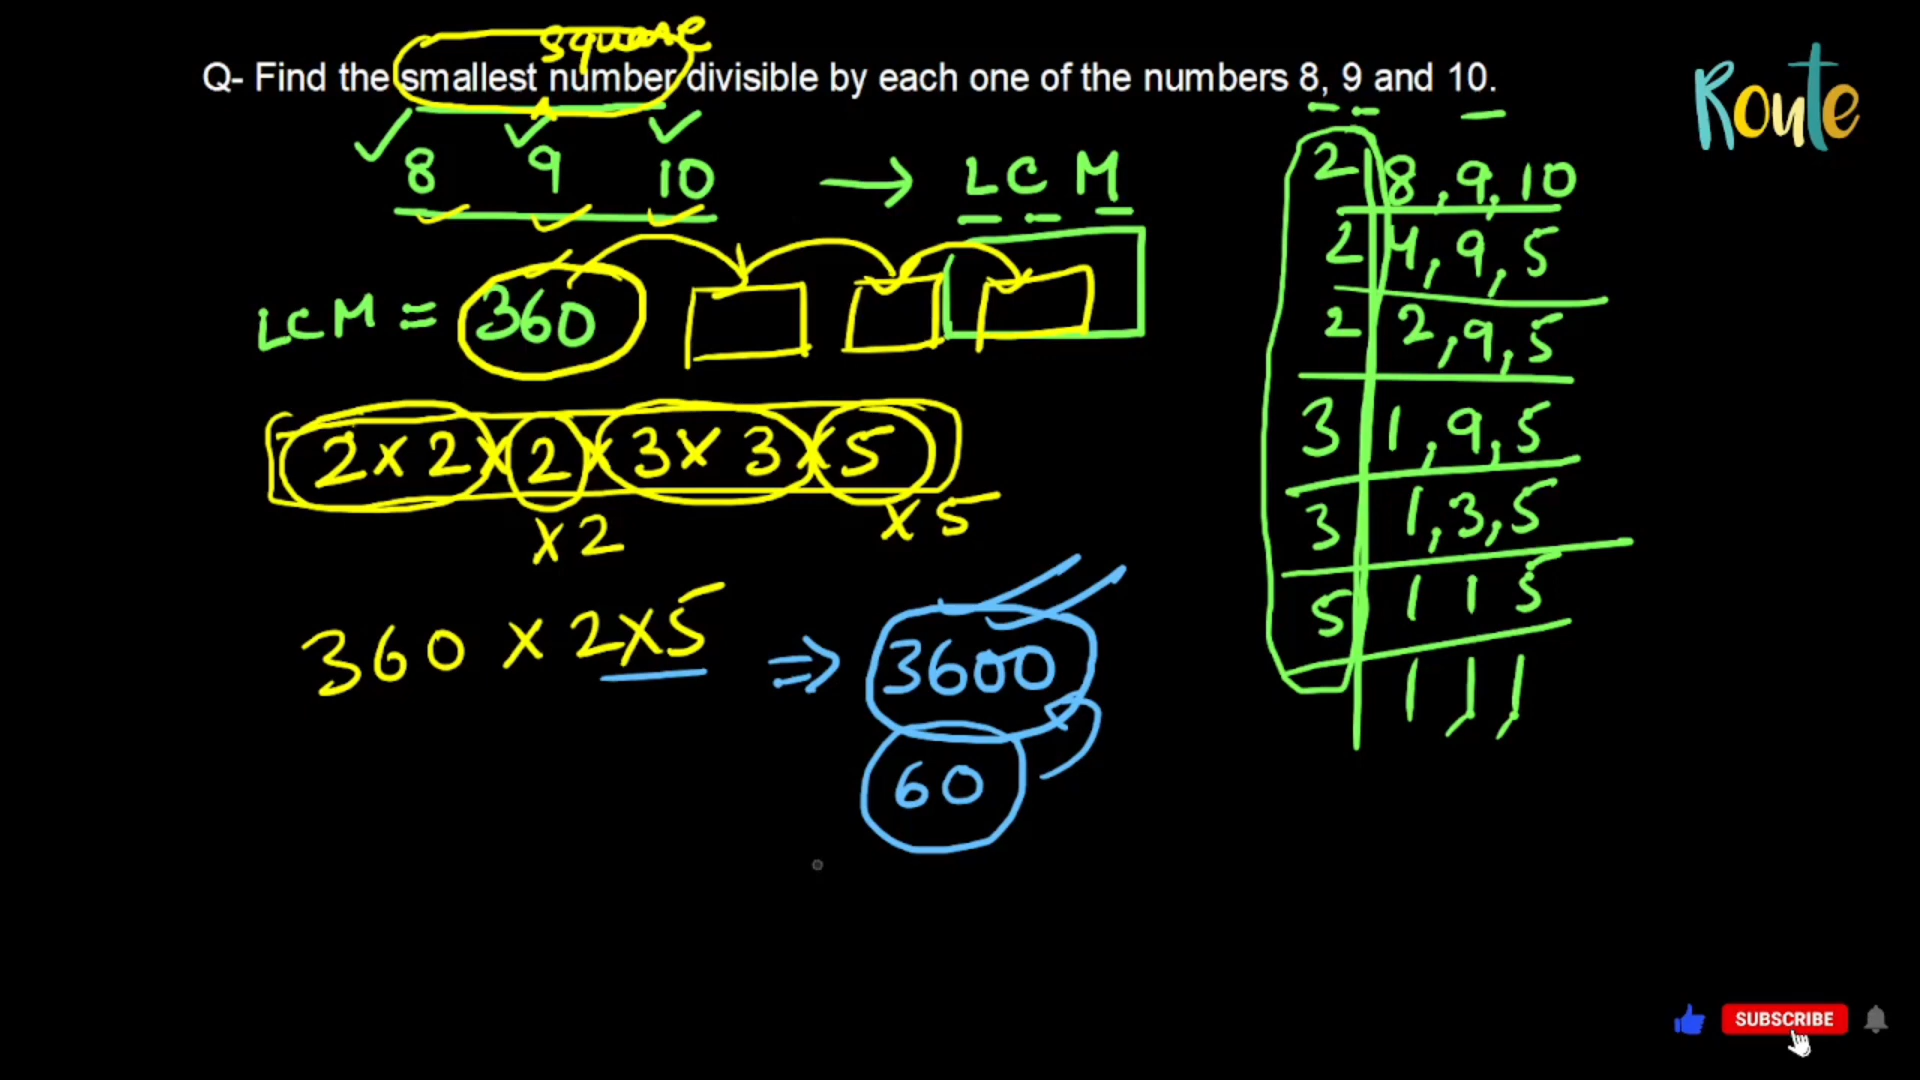 square
Q- Find the smallest number divisible by each one of the numbers 8, 9 and 10.
Route
8 9 10 → LCM
LCM = 360
2 × 2 × 2 × 3 × 3 × 5
× 2 × 5
360 × 2 × 5 ⇒ 3600
60
2 8, 9, 10
2 4, 9, 5
2 2, 9, 5
3 1, 9, 5
3 1, 3, 5
5 1 1 5
1, 1, 1
SUBSCRIBE